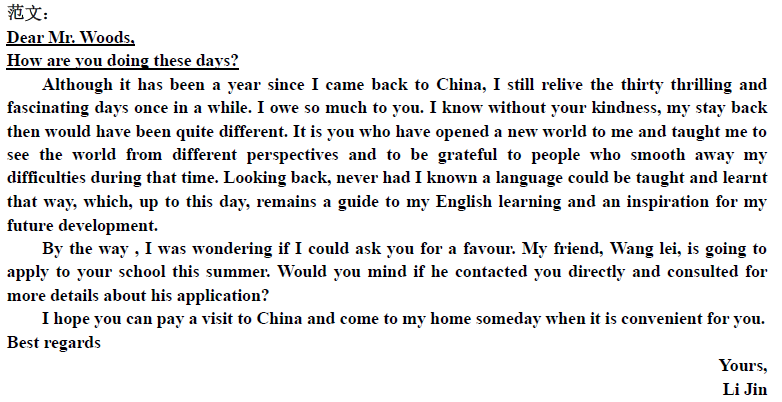 范文：
Dear Mr. Woods,
How are you doing these days?
Although it has been a year since I came back to China, I still relive the thirty thrilling and
fascinating days once in a while. I owe so much to you. I know without your kindness, my stay back
then would have been quite different. It is you who have opened a new world to me and taught me to
see the world from different perspectives and to be grateful to people who smooth away my
difficulties during that time. Looking back, never had I known a language could be taught and learnt
that way, which, up to this day, remains a guide to my English learning and an inspiration for my
future development.
By the way , I was wondering if I could ask you for a favour. My friend, Wang lei, is going to
apply to your school this summer. Would you mind if he contacted you directly and consulted for
more details about his application?
I hope you can pay a visit to China and come to my home someday when it is convenient for you.
Best regards
Yours,
Li Jin